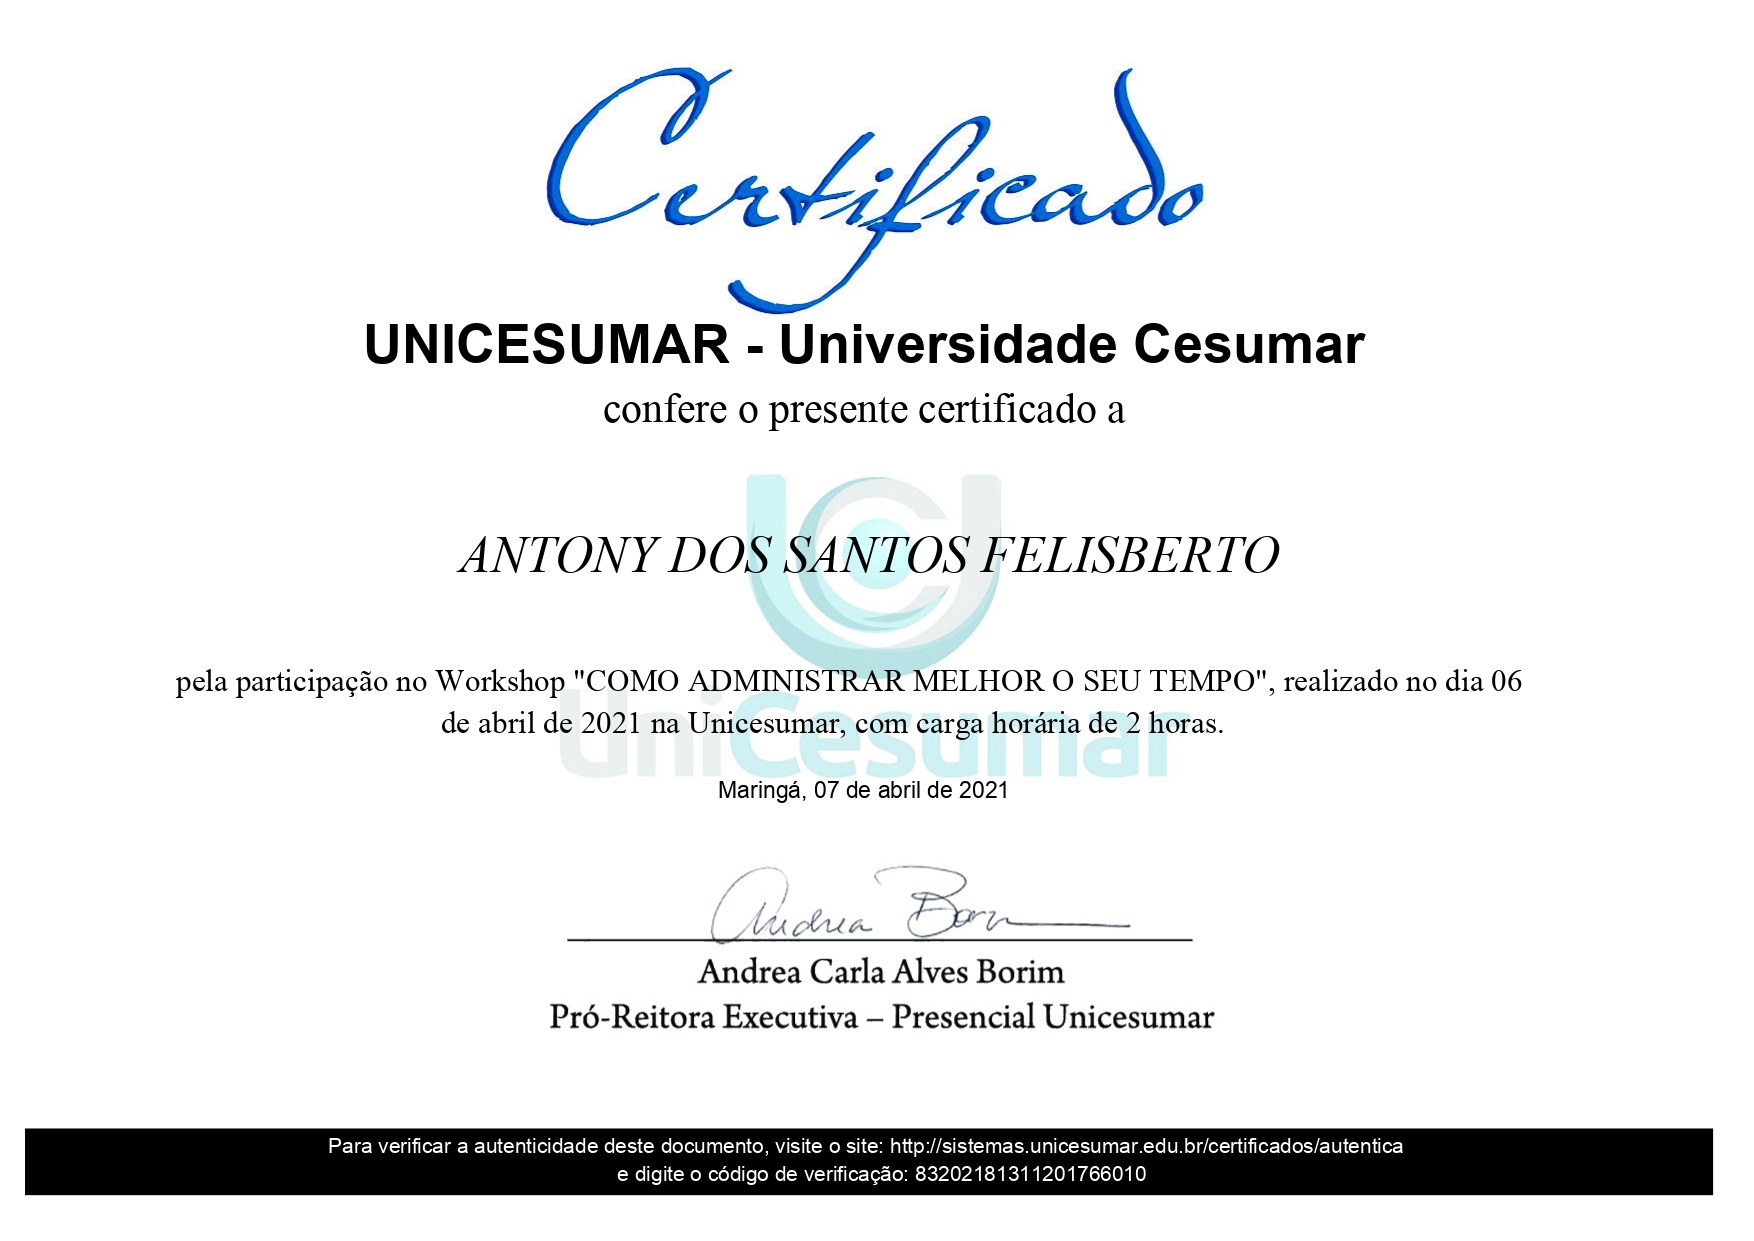 Certificado
UNICESUMAR - Universidade Cesumar
confere o presente certificado a
ANTONY DOS SANTOS FELISBERTO
pela participação no Workshop "COMO ADMINISTRAR MELHOR O SEU TEMPO", realizado no dia 06
de abril de 2021 na Unicesumar, com carga horária de 2 horas.
UniCesumar
Maringá, 07 de abril de 2021
Andrea Borim
Andrea Carla Alves Borim
Pró-Reitora Executiva – Presencial Unicesumar
Para verificar a autenticidade deste documento, visite o site: http://sistemas.unicesumar.edu.br/certificados/autentica
e digite o código de verificação: 83202181311201766010